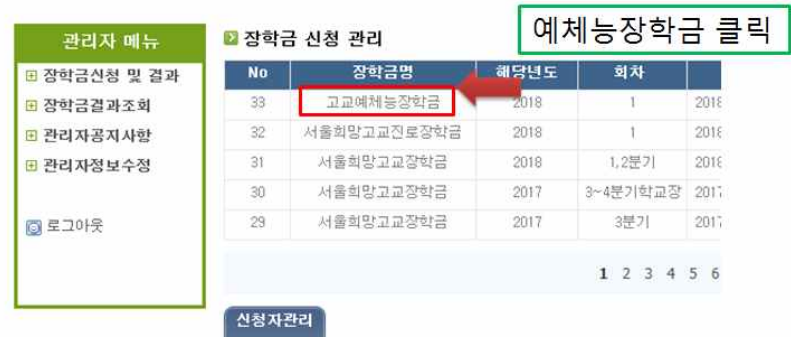 관리자 메뉴
장학금신청 및 결과
장학금결과조회
관리자공지사항
관리자정보수정
로그아웃
장학금 신청 관리
예체능장학금 클릭
No 장학금명 해당년도 회차
33 고교예체능장학금 2018 1 2018
32 서울희망고교진로장학금 2018 1 2018
31 서울희망고교장학금 2018 1,2분기 2018
30 서울희망고교장학금 2017 3~4분기학교장 2017
29 서울희망고교장학금 2017 3분기 2017
1 2 3 4 5 6
신청자관리